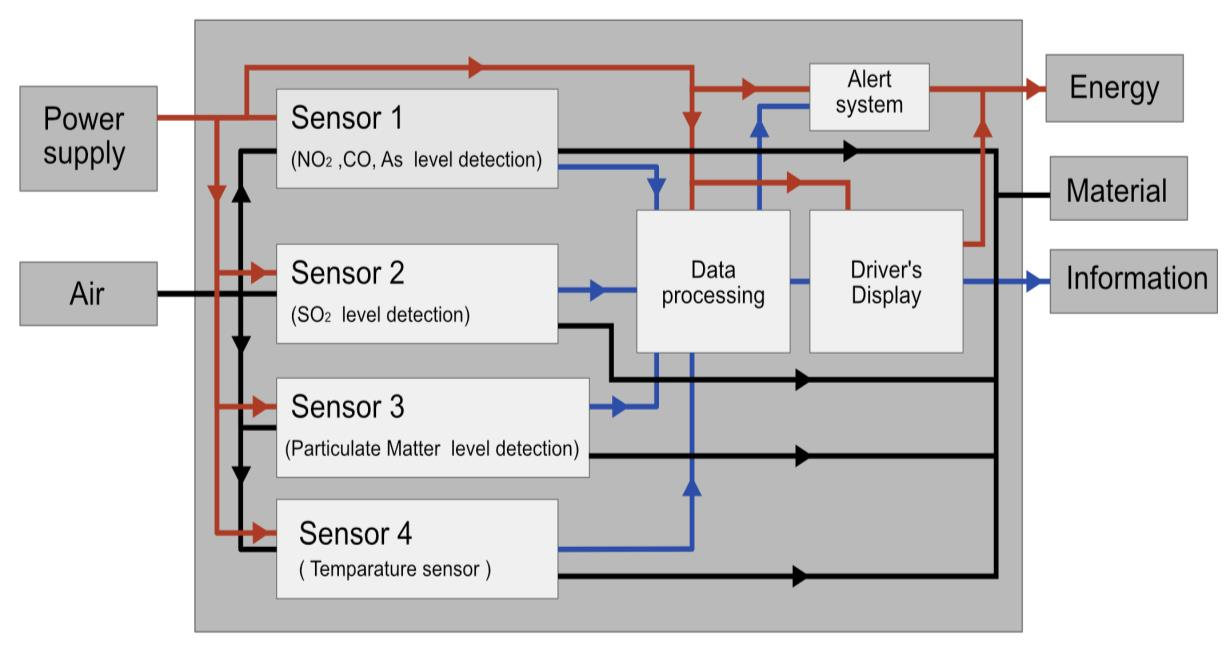 Power
supply
Air
Sensor 1
(NO₂ ,CO, As level detection)
Sensor 2
(SO₂ level detection)
Sensor 3
(Particulate Matter level detection)
Sensor 4
( Temparature sensor )
Data
processing
Alert
system
Driver's
Display
Energy
Material
Information